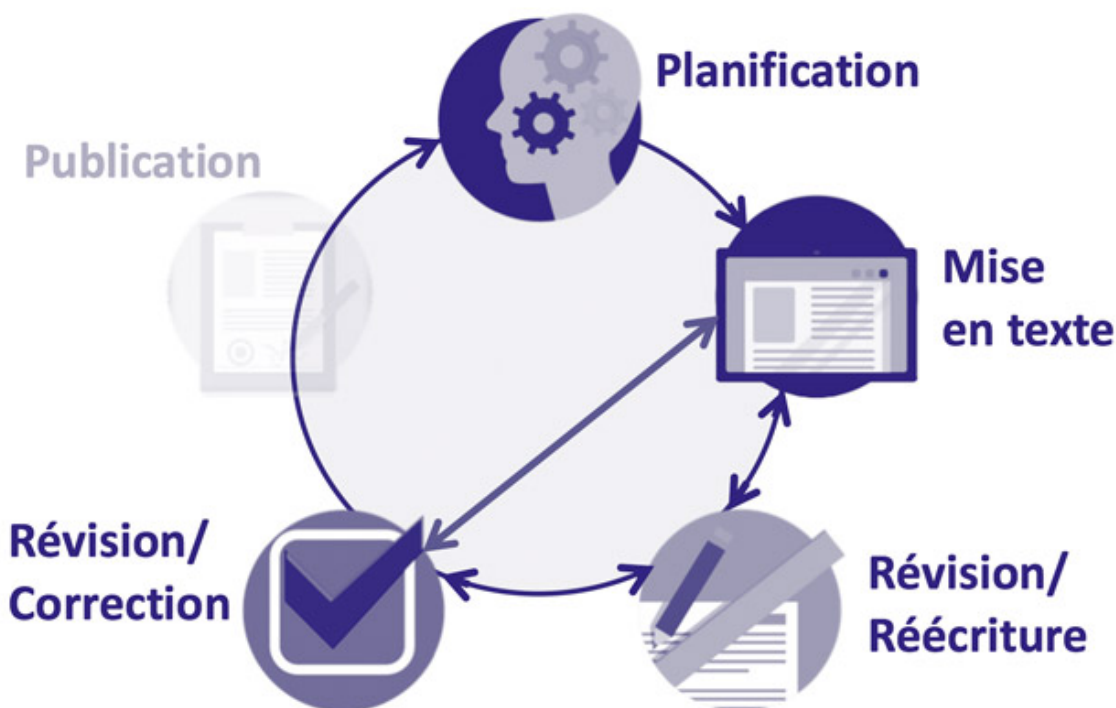 Planification
Publication
Mise
en texte
Révision/
Correction
Révision/
Réécriture